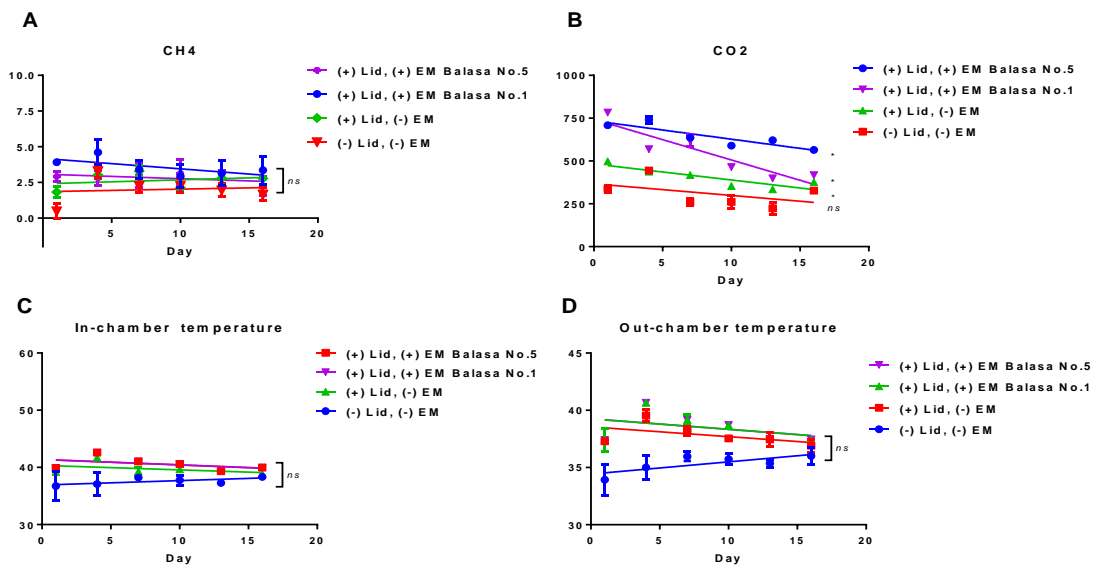 A
CH4
10.0
7.5
5.0
2.5
0.0
5
10
15
20
Day
ns
(+) Lid, (+) EM Balasa No.5
(+) Lid, (+) EM Balasa No.1
(+) Lid, (-) EM
(-) Lid, (-) EM
B
CO2
1000
750
500
250
0
0
5
10
15
20
Day
*
*
*
ns
(+) Lid, (+) EM Balasa No.5
(+) Lid, (+) EM Balasa No.1
(+) Lid, (-) EM
(-) Lid, (-) EM
C
In-chamber temperature
60
50
40
30
0
5
10
15
20
Day
ns
(+) Lid, (+) EM Balasa No.5
(+) Lid, (+) EM Balasa No.1
(+) Lid, (-) EM
(-) Lid, (-) EM
D
Out-chamber temperature
45
40
35
30
0
5
10
15
20
Day
ns
(+) Lid, (+) EM Balasa No.5
(+) Lid, (+) EM Balasa No.1
(+) Lid, (-) EM
(-) Lid, (-) EM